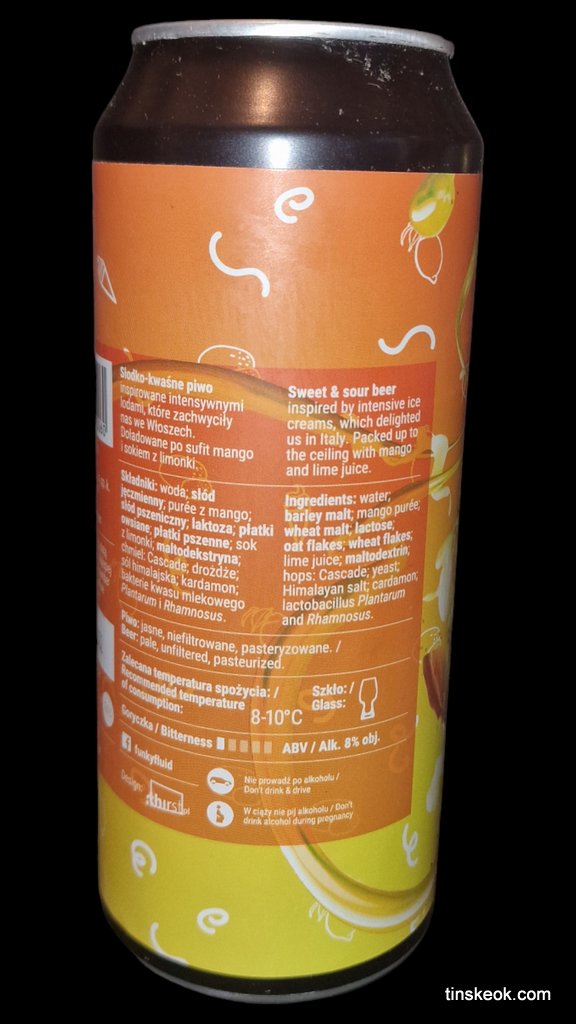 Słodko-kwaśne piwo
inspirowane intensywnymi
lodami, które zachwyciły
nas we Włoszech.
Doładowane po sufit mango
i sokiem z limonki.
Sweet & sour beer
inspired by intensive ice
creams, which delighted
us in Italy. Packed up to
the ceiling with mango
and lime juice.
Składniki: woda; słód
jęczmienny; purée z mango;
słód pszeniczny; laktoza; płatki
owsiane; płatki pszenne; sok
z limonki; maltodekstryna;
chmiel: Cascade; drożdże;
sól himalajska; kardamon;
bakterie kwasu mlekowego
Plantarum i Rhamnosus.
Ingredients: water;
barley malt; mango purée;
wheat malt; lactose;
oat flakes; wheat flakes;
lime juice; maltodextrin;
hops: Cascade; yeast;
Himalayan salt; cardamon;
lactobacillus Plantarum
and Rhamnosus.
Piwo: jasne, niefiltrowane, pasteryzowane. /
Beer: pale, unfiltered, pasteurized.
Zalecana temperatura spożycia: /
Recommended temperature
of consumption:
8-10°C
Szkło: /
Glass:
Goryczka / Bitterness
ABV / Alk. 8% obj.
funkyfluid
Design:
thirst.pl
Nie prowadź po alkoholu /
Don't drink & drive
W ciąży nie pij alkoholu / Don't
drink alcohol during pregnancy
tinskeok.com